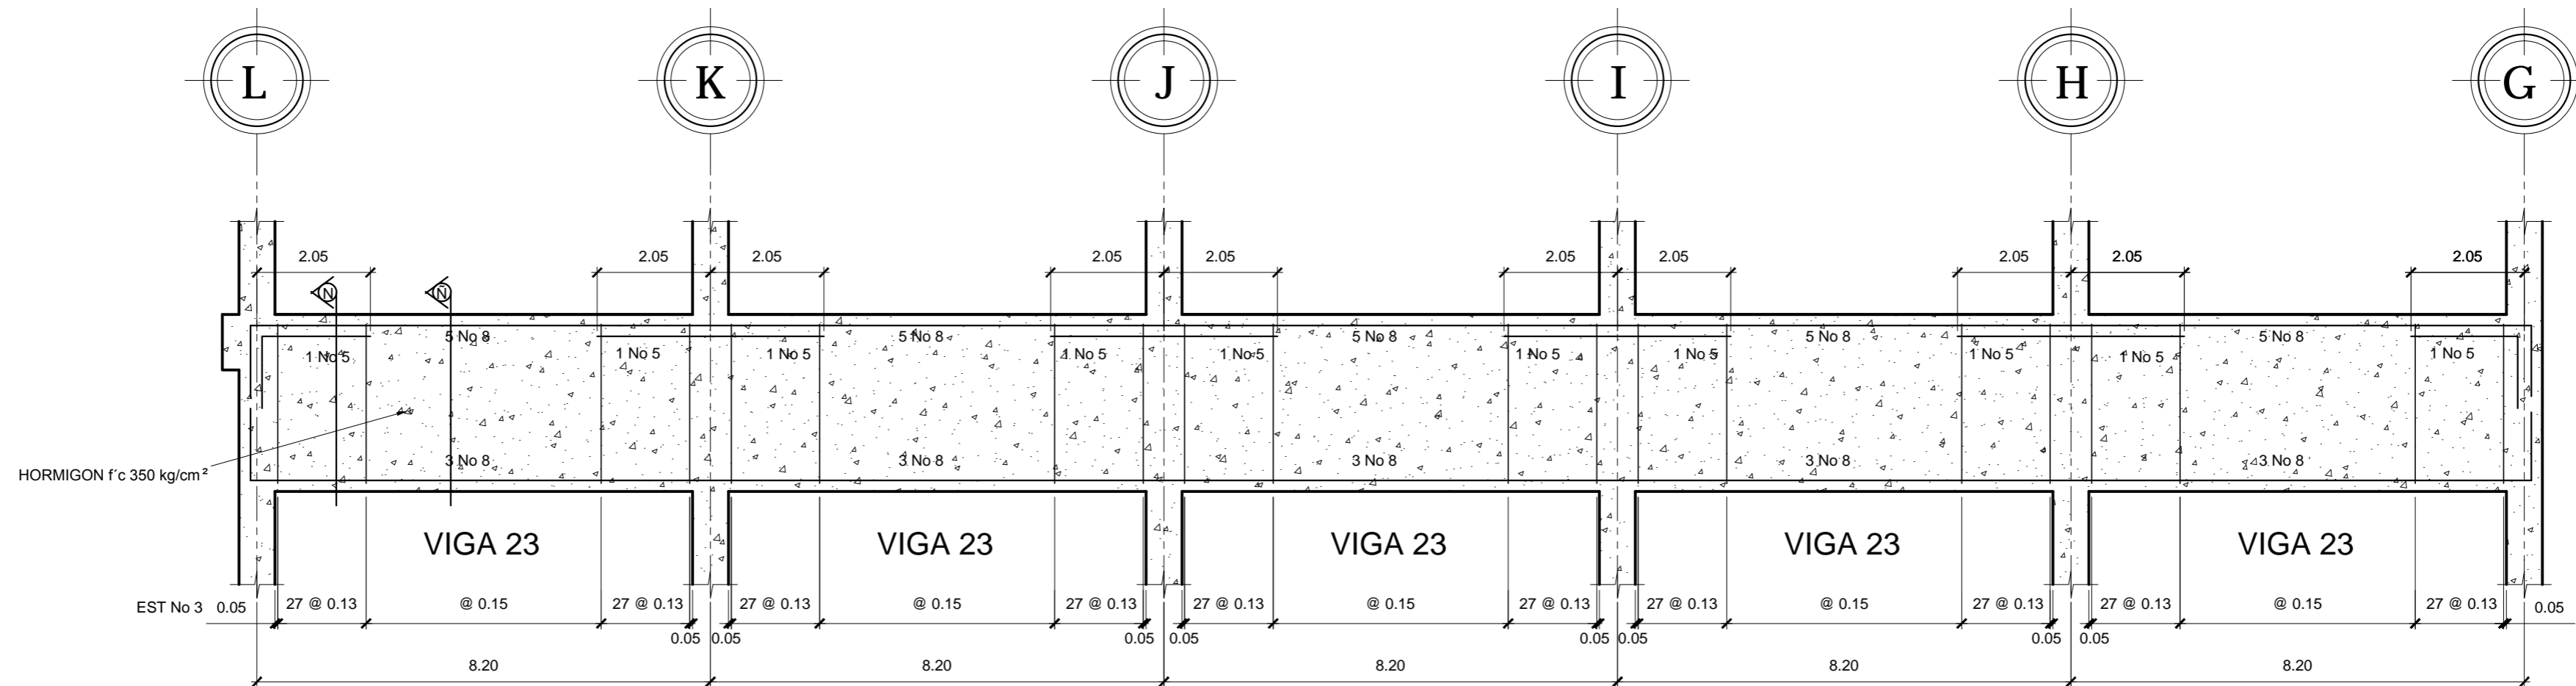 L K J I H G
2.05 2.05 2.05 2.05 2.05 2.05 2.05 2.05 2.05 2.05
N N
5 No 8 5 No 8 5 No 8 5 No 8 5 No 8
1 No 5 1 No 5 1 No 5 1 No 5 1 No 5 1 No 5 1 No 5 1 No 5 1 No 5 1 No 5
3 No 8 3 No 8 3 No 8 3 No 8 3 No 8
HORMIGON f´c 350 kg/cm²
VIGA 23 VIGA 23 VIGA 23 VIGA 23 VIGA 23
EST No 3 0.05 27 @ 0.13 @ 0.15 27 @ 0.13 27 @ 0.13 @ 0.15 27 @ 0.13 27 @ 0.13 @ 0.15 27 @ 0.13 27 @ 0.13 @ 0.15 27 @ 0.13 27 @ 0.13 @ 0.15 27 @ 0.13 0.05
0.05 0.05 0.05 0.05 0.05 0.05 0.05 0.05
8.20 8.20 8.20 8.20 8.20